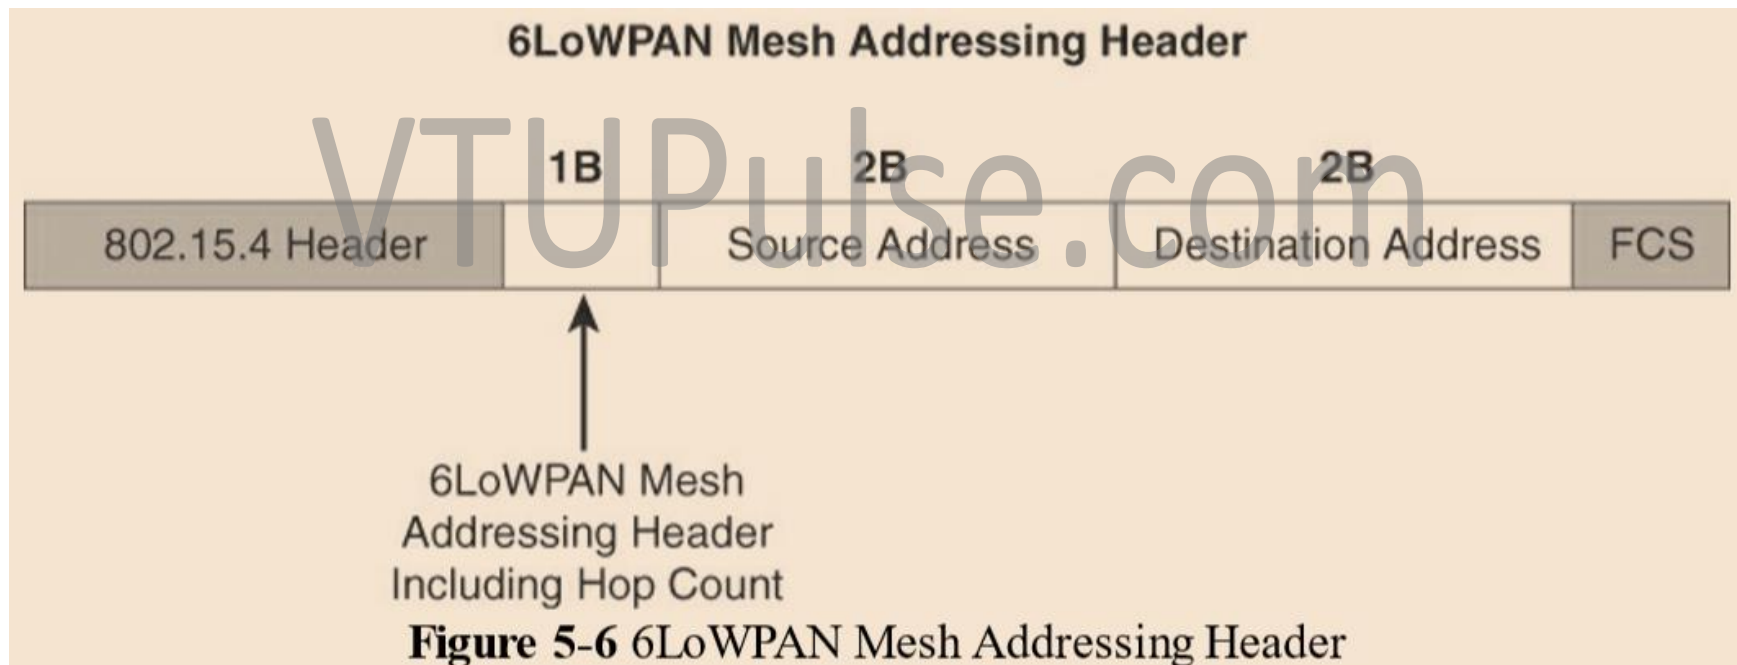 6LoWPAN Mesh Addressing Header
VTUPulse.com
1B 2B 2B
802.15.4 Header Source Address Destination Address FCS
6LoWPAN Mesh
Addressing Header
Including Hop Count
Figure 5-6 6LoWPAN Mesh Addressing Header